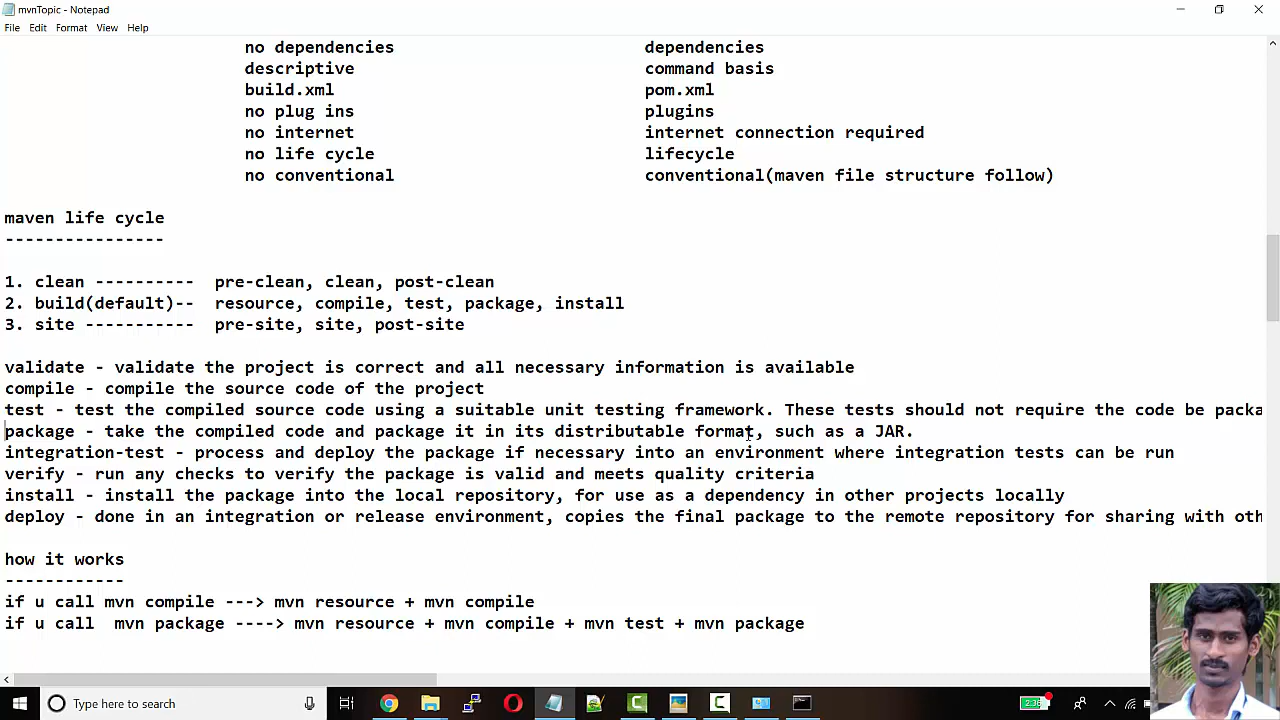 mvnTopic - Notepad
File Edit Format View Help
no dependencies dependencies
descriptive command basis
build.xml pom.xml
no plug ins plugins
no internet internet connection required
no life cycle lifecycle
no conventional conventional(maven file structure follow)
maven life cycle
----------------
1. clean ---------- pre-clean, clean, post-clean
2. build(default)-- resource, compile, test, package, install
3. site ----------- pre-site, site, post-site
validate - validate the project is correct and all necessary information is available
compile - compile the source code of the project
test - test the compiled source code using a suitable unit testing framework. These tests should not require the code be packa
package - take the compiled code and package it in its distributable format, such as a JAR.
integration-test - process and deploy the package if necessary into an environment where integration tests can be run
verify - run any checks to verify the package is valid and meets quality criteria
install - install the package into the local repository, for use as a dependency in other projects locally
deploy - done in an integration or release environment, copies the final package to the remote repository for sharing with oth
how it works
------------
if u call mvn compile ---> mvn resource + mvn compile
if u call mvn package ----> mvn resource + mvn compile + mvn test + mvn package
Type here to search